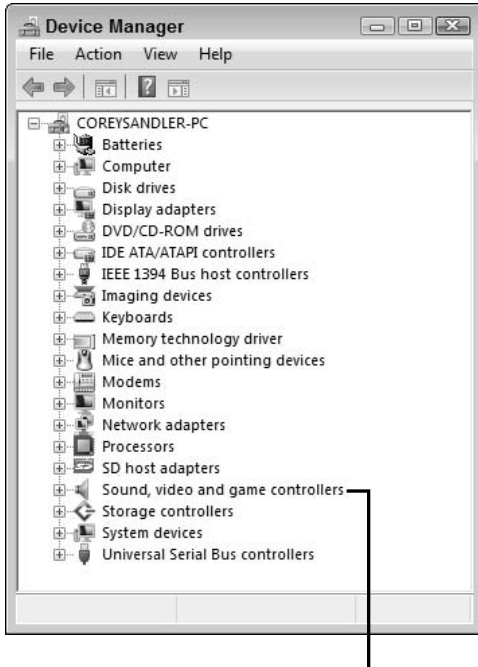 Device Manager
File Action View Help
COREYSANDLER-PC
Batteries
Computer
Disk drives
Display adapters
DVD/CD-ROM drives
IDE ATA/ATAPI controllers
IEEE 1394 Bus host controllers
Imaging devices
Keyboards
Memory technology driver
Mice and other pointing devices
Modems
Monitors
Network adapters
Processors
SD host adapters
Sound, video and game controllers
Storage controllers
System devices
Universal Serial Bus controllers